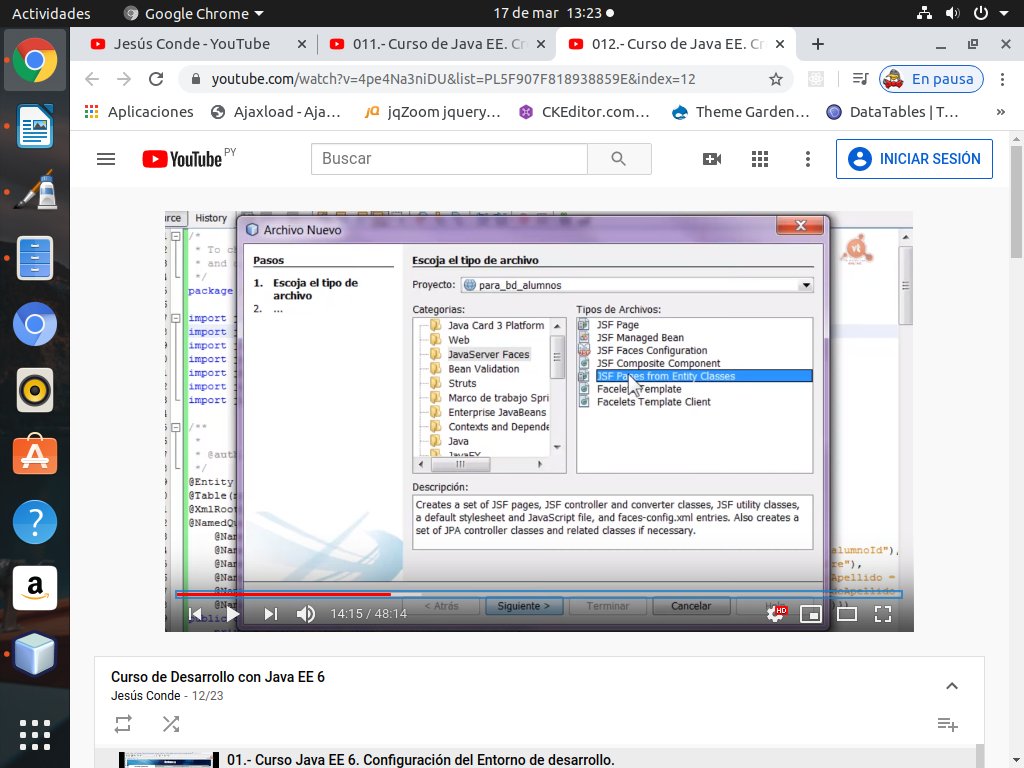 Actividades
Google Chrome
17 de mar 13:23
Jesús Conde - YouTube
011.- Curso de Java EE. Cr
012.- Curso de Java EE. Cr
youtube.com/watch?v=4pe4Na3niDU&list=PL5F907F818938859E&index=12
En pausa
Aplicaciones
Ajaxload - Aja...
jqZoom jquery...
CKEditor.com...
Theme Garden...
DataTables | T...
»
YouTube PY
Buscar
INICIAR SESIÓN
rce
History
Archivo Nuevo
/*
* To ch
* and o
*/
package
import j
import j
import j
import j
import j
import j
import j
/**
*
* @auth
*/
@Entity
@Table(n
@XmlRoot
@NamedQu
@Nam
@Nam
@Nam
@Nam
@Nam
public
Pasos
1. Escoja el tipo de
archivo
2. ...
Escoja el tipo de archivo
Proyecto: para_bd_alumnos
Categorías:
Java Card 3 Platform
Web
JavaServer Faces
Bean Validation
Struts
Marco de trabajo Spri
Enterprise JavaBeans
Contexts and Depende
Java
JavaFX
Tipos de Archivos:
JSF Page
JSF Managed Bean
JSF Faces Configuration
JSF Composite Component
JSF Pages from Entity Classes
Facelets Template
Facelets Template Client
Descripción:
Creates a set of JSF pages, JSF controller and converter classes, JSF utility classes,
a default stylesheet and JavaScript file, and faces-config.xml entries. Also creates a
set of JPA controller classes and related classes if necessary.
alumnoId"),
re"),
Apellido =
oApellido
< Atrás
Siguiente >
Terminar
Cancelar
14:15 / 48:14
HD
Curso de Desarrollo con Java EE 6
Jesús Conde - 12/23
01.- Curso Java EE 6. Configuración del Entorno de desarrollo.